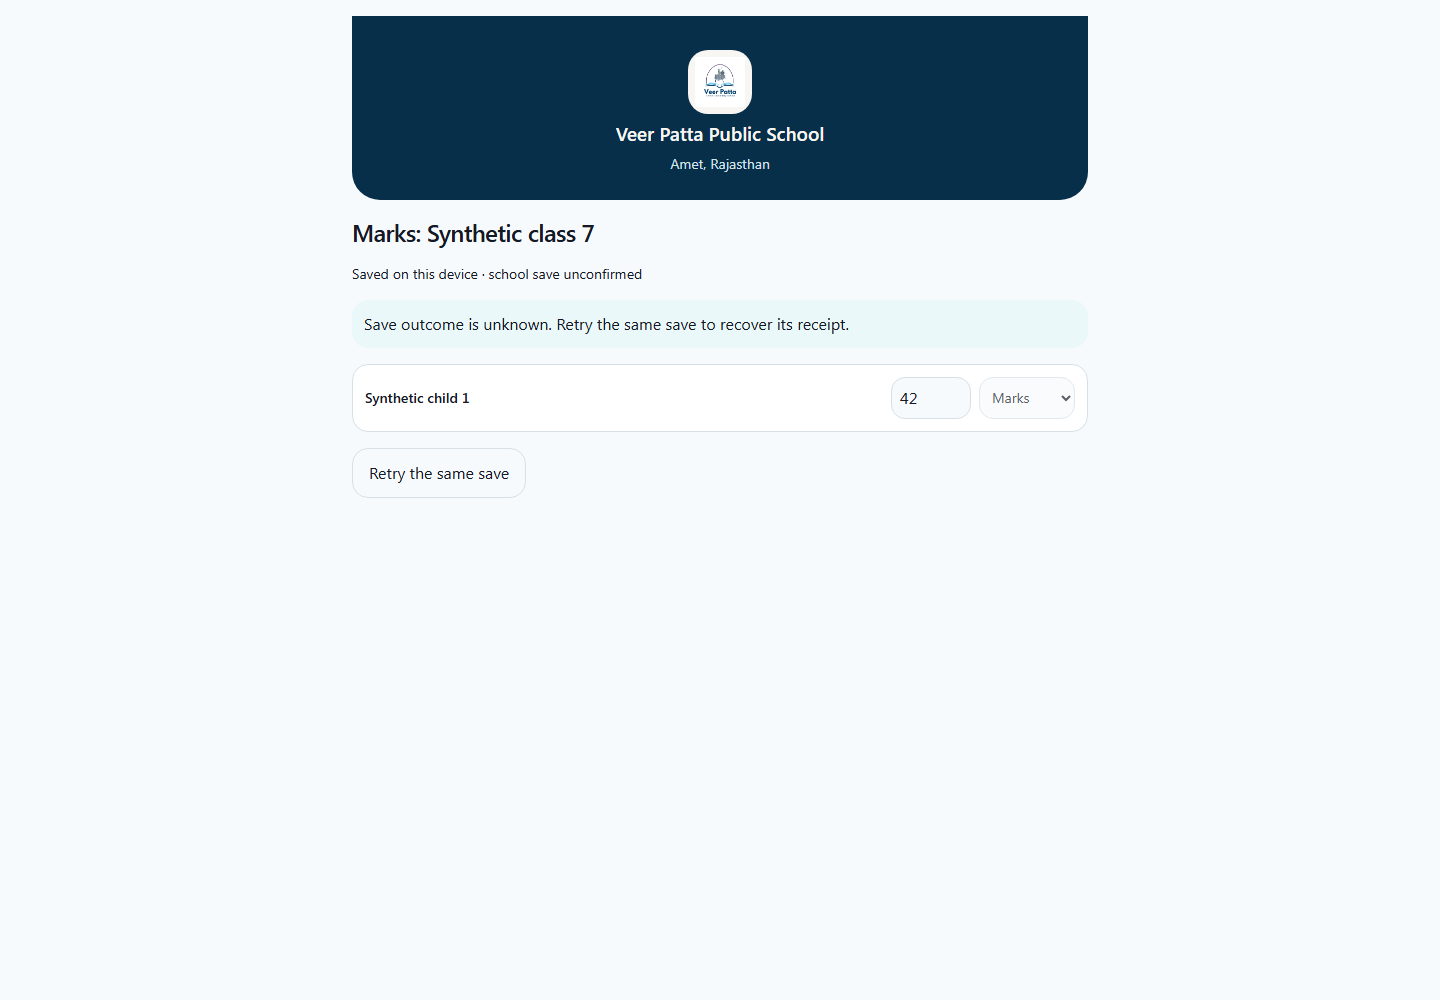 Veer Patta
Veer Patta Public School
Amet, Rajasthan
Marks: Synthetic class 7
Saved on this device · school save unconfirmed
Save outcome is unknown. Retry the same save to recover its receipt.
Synthetic child 1
42
Marks
Retry the same save